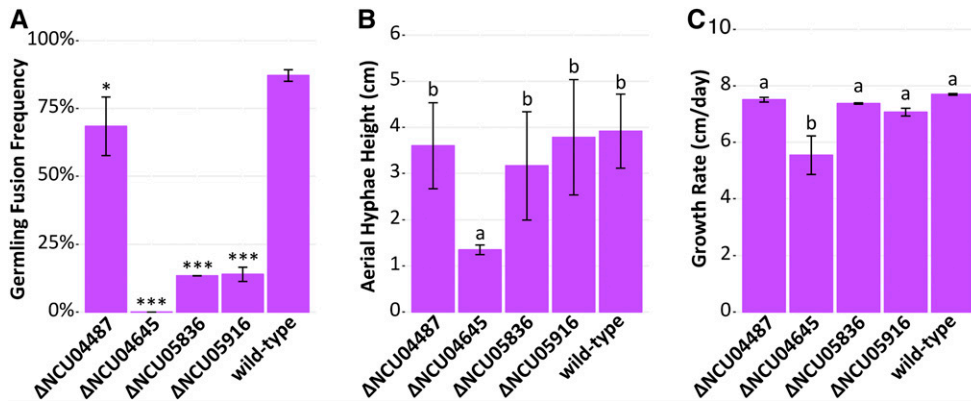 A
Germling Fusion Frequency
100%
75%
50%
25%
0%
*
***
***
***
ΔNCU04487
ΔNCU04645
ΔNCU05836
ΔNCU05916
wild-type
B
Aerial Hyphae Height (cm)
6
5
4
3
2
1
0
b
a
b
b
b
ΔNCU04487
ΔNCU04645
ΔNCU05836
ΔNCU05916
wild-type
C
Growth Rate (cm/day)
10
8
6
4
2
0
a
b
a
a
a
ΔNCU04487
ΔNCU04645
ΔNCU05836
ΔNCU05916
wild-type